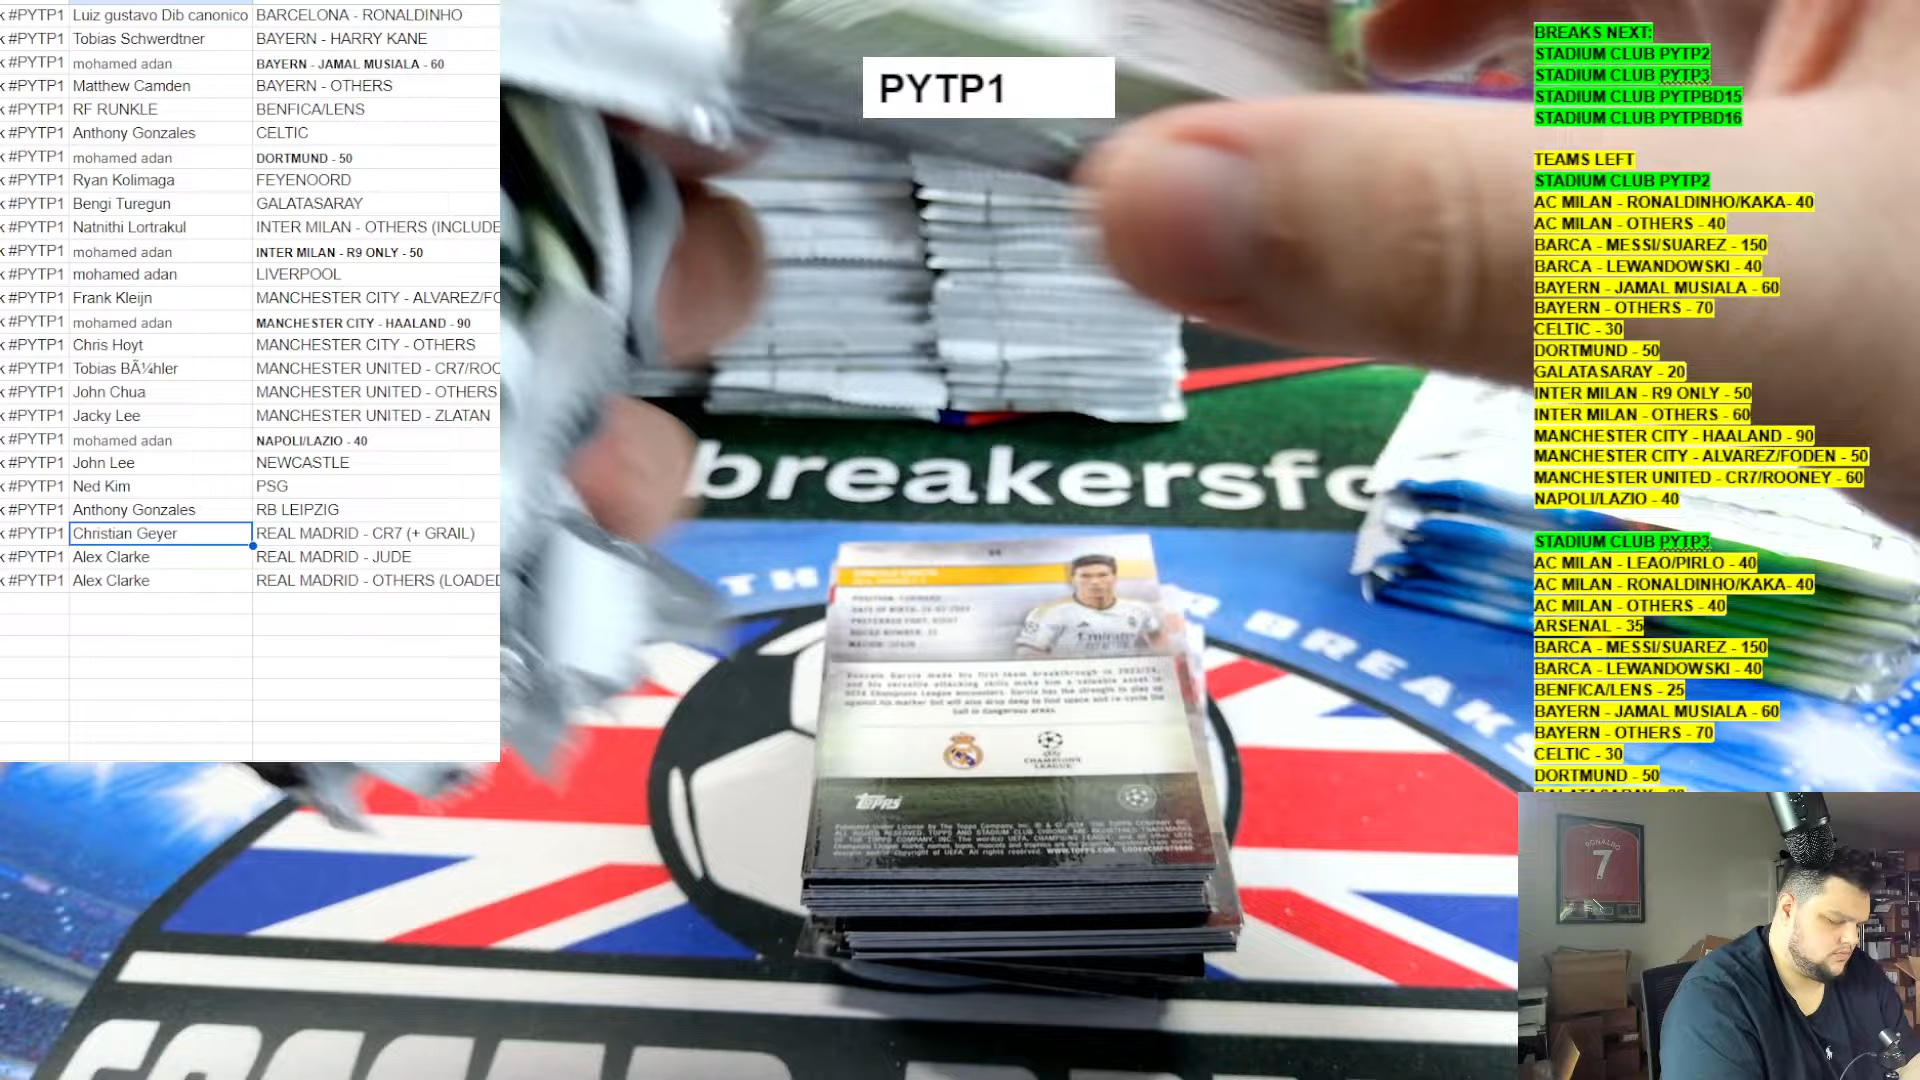 k #PYTP1 Luiz gustavo Dib canonico BARCELONA - RONALDINHO
k #PYTP1 Tobias Schwerdtner BAYERN - HARRY KANE
k #PYTP1 mohamed adan BAYERN - JAMAL MUSIALA - 60
k #PYTP1 Matthew Camden BAYERN - OTHERS
k #PYTP1 RF RUNKLE BENFICA/LENS
k #PYTP1 Anthony Gonzales CELTIC
k #PYTP1 mohamed adan DORTMUND - 50
k #PYTP1 Ryan Kolimaga FEYENOORD
k #PYTP1 Bengi Turegun GALATASARAY
k #PYTP1 Natnithi Lortrakul INTER MILAN - OTHERS (INCLUDE
k #PYTP1 mohamed adan INTER MILAN - R9 ONLY - 50
k #PYTP1 mohamed adan LIVERPOOL
k #PYTP1 Frank Kleijn MANCHESTER CITY - ALVAREZ/FO
k #PYTP1 mohamed adan MANCHESTER CITY - HAALAND - 90
k #PYTP1 Chris Hoyt MANCHESTER CITY - OTHERS
k #PYTP1 Tobias BÃ¼hler MANCHESTER UNITED - CR7/ROO
k #PYTP1 John Chua MANCHESTER UNITED - OTHERS
k #PYTP1 Jacky Lee MANCHESTER UNITED - ZLATAN
k #PYTP1 mohamed adan NAPOLI/LAZIO - 40
k #PYTP1 John Lee NEWCASTLE
k #PYTP1 Ned Kim PSG
k #PYTP1 Anthony Gonzales RB LEIPZIG
k #PYTP1 Christian Geyer REAL MADRID - CR7 (+ GRAIL)
k #PYTP1 Alex Clarke REAL MADRID - JUDE
k #PYTP1 Alex Clarke REAL MADRID - OTHERS (LOADED
PYTP1
breakersfo
BREAKS
CHAMPIONS
LEAGUE
TOPPS
BREAKS NEXT:
STADIUM CLUB PYTP2
STADIUM CLUB PYTP3
STADIUM CLUB PYTPBD15
STADIUM CLUB PYTPBD16
TEAMS LEFT
STADIUM CLUB PYTP2
AC MILAN - RONALDINHO/KAKA- 40
AC MILAN - OTHERS - 40
BARCA - MESSI/SUAREZ - 150
BARCA - LEWANDOWSKI - 40
BAYERN - JAMAL MUSIALA - 60
BAYERN - OTHERS - 70
CELTIC - 30
DORTMUND - 50
GALATASARAY - 20
INTER MILAN - R9 ONLY - 50
INTER MILAN - OTHERS - 60
MANCHESTER CITY - HAALAND - 90
MANCHESTER CITY - ALVAREZ/FODEN - 50
MANCHESTER UNITED - CR7/ROONEY - 60
NAPOLI/LAZIO - 40
STADIUM CLUB PYTP3
AC MILAN - LEAO/PIRLO - 40
AC MILAN - RONALDINHO/KAKA- 40
AC MILAN - OTHERS - 40
ARSENAL - 35
BARCA - MESSI/SUAREZ - 150
BARCA - LEWANDOWSKI - 40
BENFICA/LENS - 25
BAYERN - JAMAL MUSIALA - 60
BAYERN - OTHERS - 70
CELTIC - 30
DORTMUND - 50
RONALDO
7